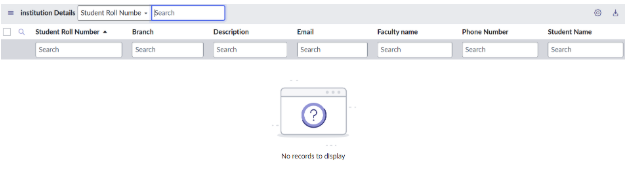 institution Details Student Roll Numbe Search
Student Roll Number Branch Description Email Faculty name Phone Number Student Name
Search Search Search Search Search Search Search
?
No records to display